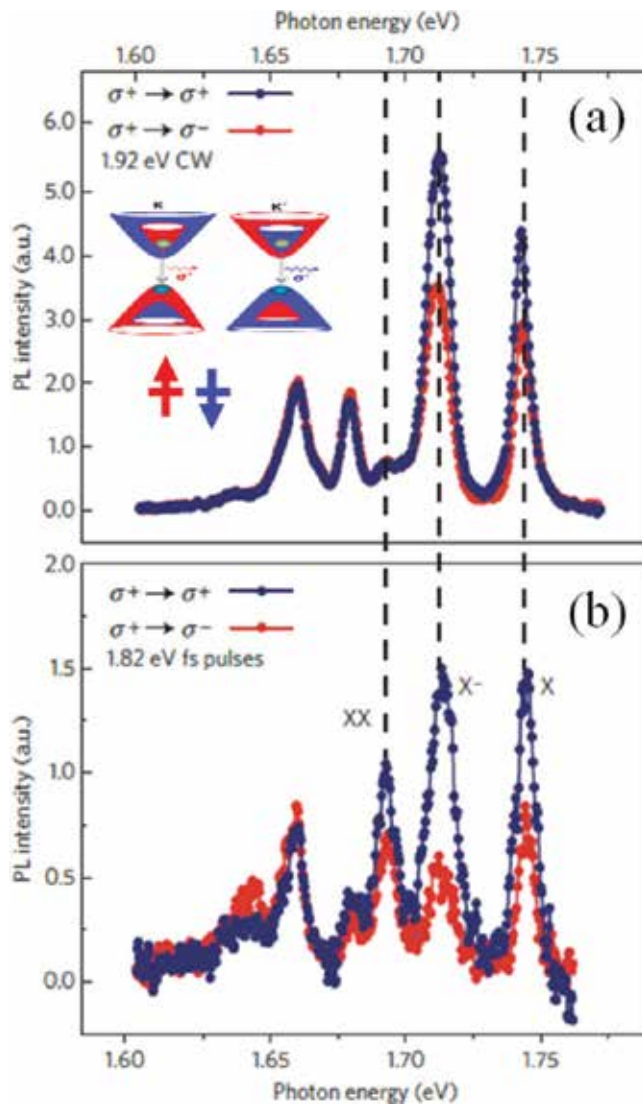 Photon energy (eV)
1.60 1.65 1.70 1.75
σ+ → σ+
σ+ → σ−
1.92 eV CW
(a)
6.0
5.0
4.0
3.0
2.0
1.0
0.0
K K'
σ+ σ−
PL intensity (a.u.)
2.0
1.5
1.0
0.5
0.0
σ+ → σ+
σ+ → σ−
1.82 eV fs pulses
(b)
XX X- X
PL intensity (a.u.)
1.60 1.65 1.70 1.75
Photon energy (eV)